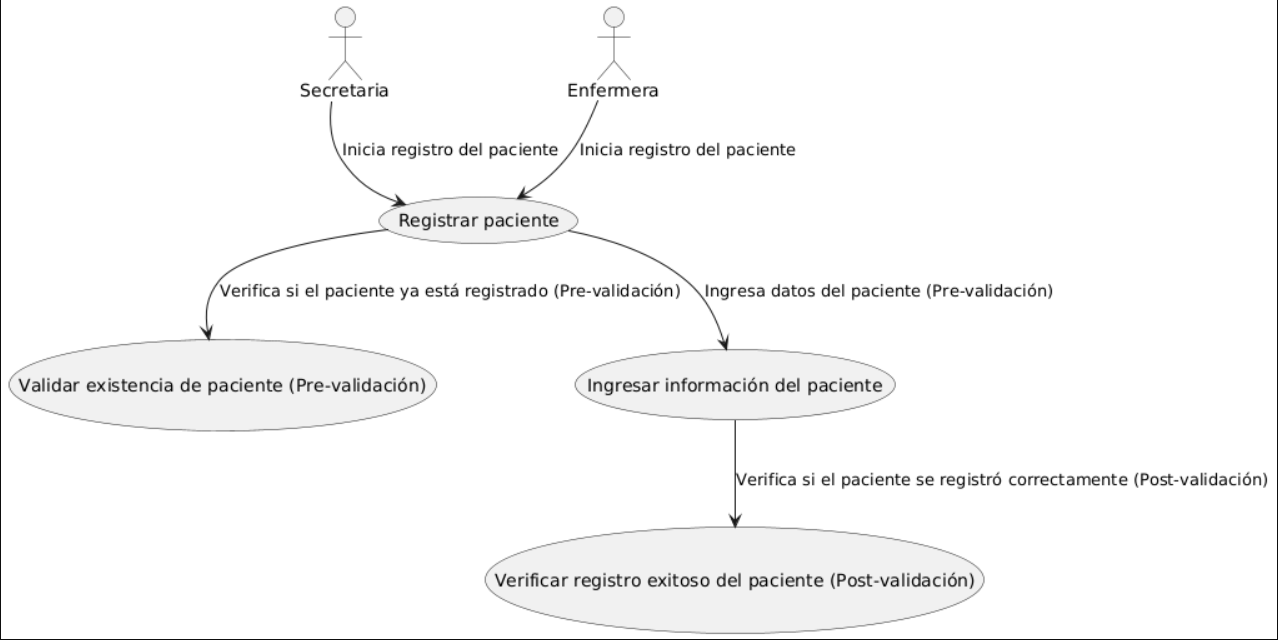 Secretaria
Enfermera
Inicia registro del paciente
Inicia registro del paciente
Registrar paciente
Verifica si el paciente ya está registrado (Pre-validación)
Ingresa datos del paciente (Pre-validación)
Validar existencia de paciente (Pre-validación)
Ingresar información del paciente
Verifica si el paciente se registró correctamente (Post-validación)
Verificar registro exitoso del paciente (Post-validación)